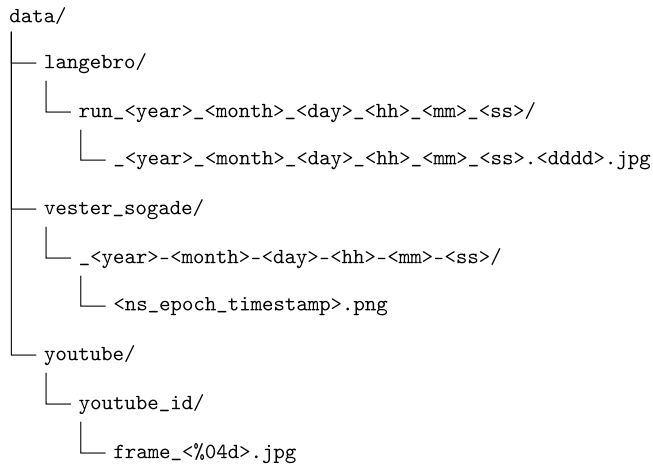 data/
langebro/
run_<year>_<month>_<day>_<hh>_<mm>_<ss>/
_<year>_<month>_<day>_<hh>_<mm>_<ss>.<dddd>.jpg
vester_sogade/
_<year>-<month>-<day>-<hh>-<mm>-<ss>/
<ns_epoch_timestamp>.png
youtube/
youtube_id/
frame_<%04d>.jpg